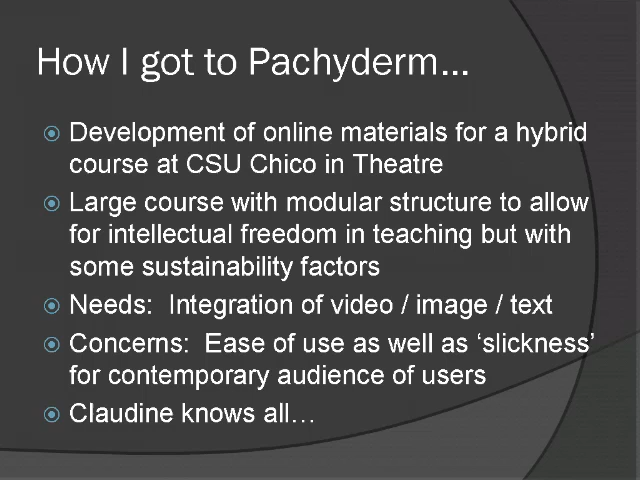 How I got to Pachyderm…
Development of online materials for a hybrid
course at CSU Chico in Theatre
Large course with modular structure to allow
for intellectual freedom in teaching but with
some sustainability factors
Needs:  Integration of video / image / text
Concerns:  Ease of use as well as ‘slickness’
for contemporary audience of users
Claudine knows all…